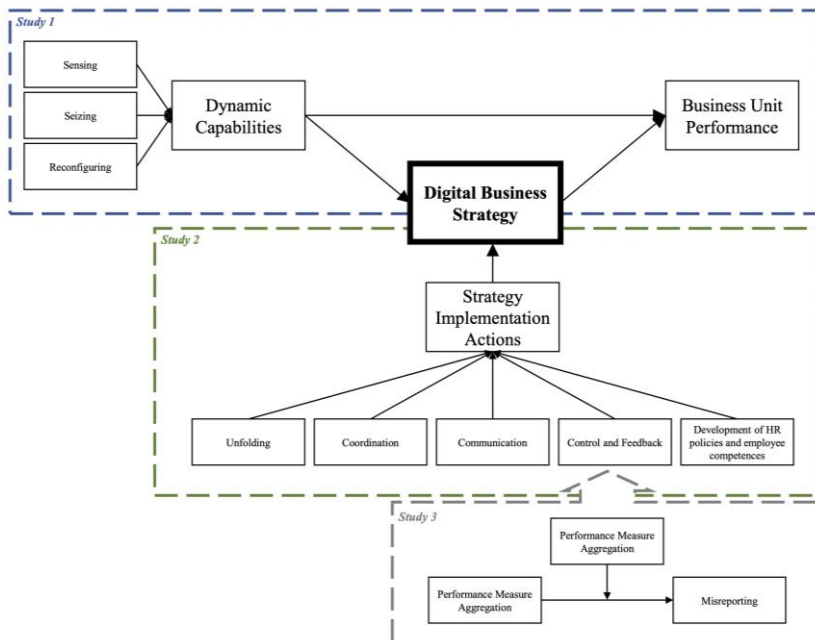 Study 1
Sensing
Seizing
Reconfiguring
Dynamic
Capabilities
Business Unit
Performance
Digital Business
Strategy
Study 2
Strategy
Implementation
Actions
Unfolding
Coordination
Communication
Control and Feedback
Development of HR
policies and employee
competences
Study 3
Performance Measure
Aggregation
Performance Measure
Aggregation
Misreporting